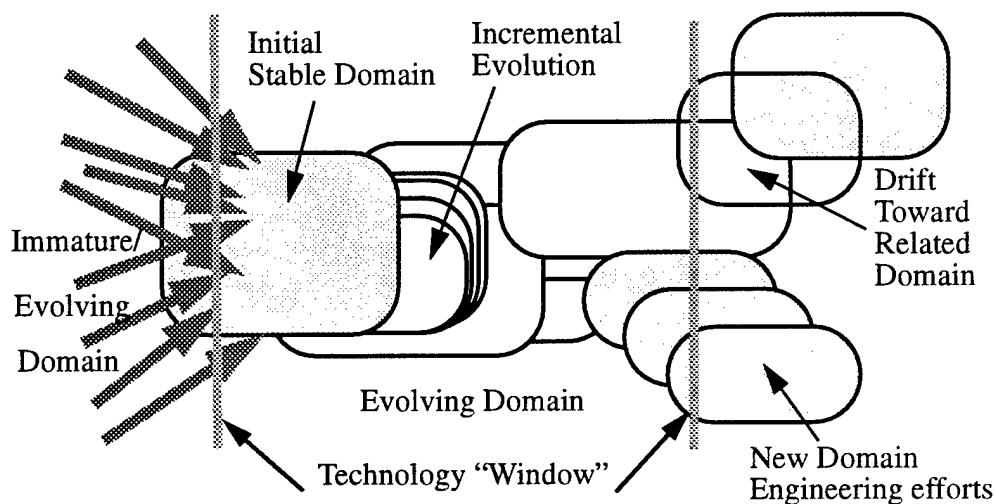 Initial
Stable Domain
Incremental
Evolution
Immature/
Evolving
Domain
Drift
Toward
Related
Domain
Evolving Domain
Technology “Window”
New Domain
Engineering efforts